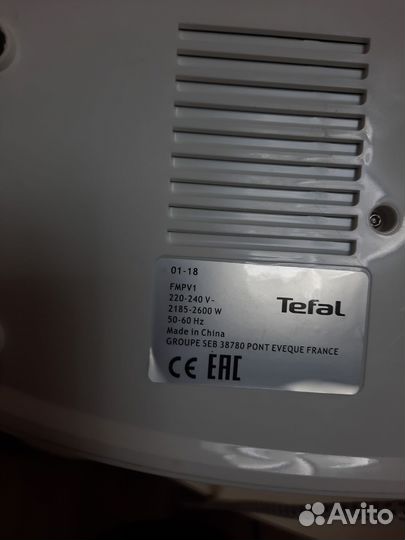 01-18
FMPV1
220-240 V~
2185-2600 W
50-60 Hz
Made in China
GROUPE SEB 38780 PONT EVEQUE FRANCE
Tefal
CE EAC
Avito